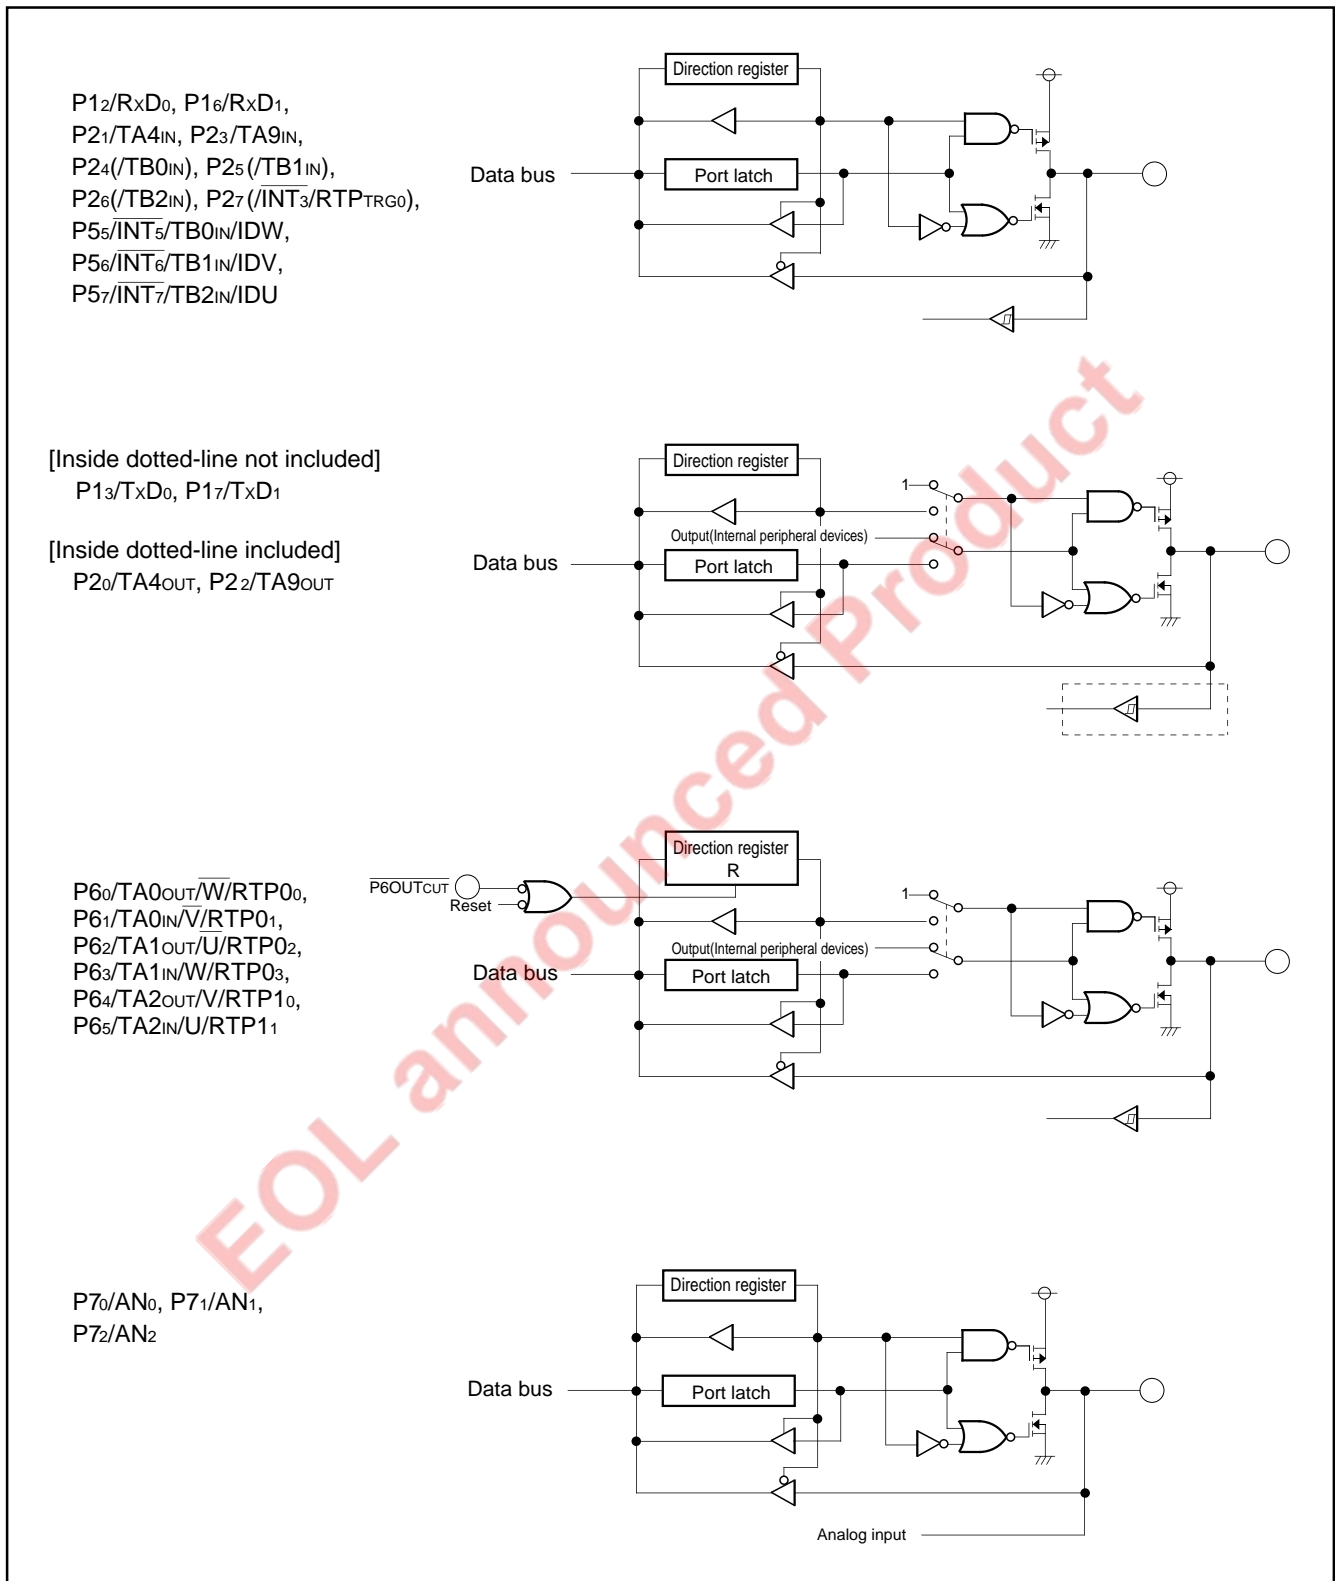 P12/RxD0, P16/RxD1,
P21/TA4IN, P23/TA9IN,
P24(/TB0IN), P25(/TB1IN),
P26(/TB2IN), P27(/INT3/RTPTRG0),
P55/INT5/TB0IN/IDW,
P56/INT6/TB1IN/IDV,
P57/INT7/TB2IN/IDU
Data bus
Direction register
Port latch
[Inside dotted-line not included]
P13/TxD0, P17/TxD1
[Inside dotted-line included]
P20/TA4OUT, P22/TA9OUT
Data bus
Direction register
1
Output(Internal peripheral devices)
Port latch
P60/TA0OUT/W/RTP00,
P61/TA0IN/V/RTP01,
P62/TA1OUT/U/RTP02,
P63/TA1IN/W/RTP03,
P64/TA2OUT/V/RTP10,
P65/TA2IN/U/RTP11
P6OUTCUT
Reset
Data bus
Direction register
R
1
Output(Internal peripheral devices)
Port latch
P70/AN0, P71/AN1,
P72/AN2
Data bus
Direction register
Port latch
Analog input
EOL announced Product